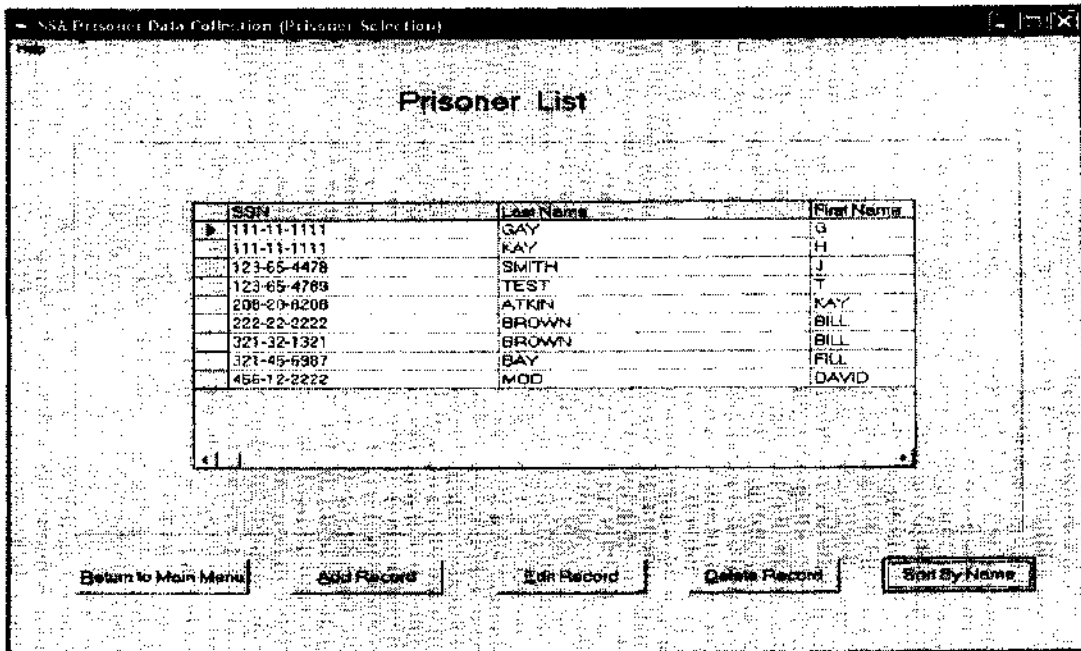 SSA Prisoner Data Collection (Prisoner Selection)
Help
Prisoner List
SSN Last Name First Name
111-11-1111 GAY G
111-11-1111 KAY H
123-65-4478 SMITH J
123-65-4789 TEST T
208-20-8208 ATKIN KAY
222-22-2222 BROWN BILL
321-32-1321 BROWN BILL
321-45-6987 BAY FILL
456-12-2222 MOD DAVID
Return to Main Menu Add Record Edit Record Delete Record Sort By Name